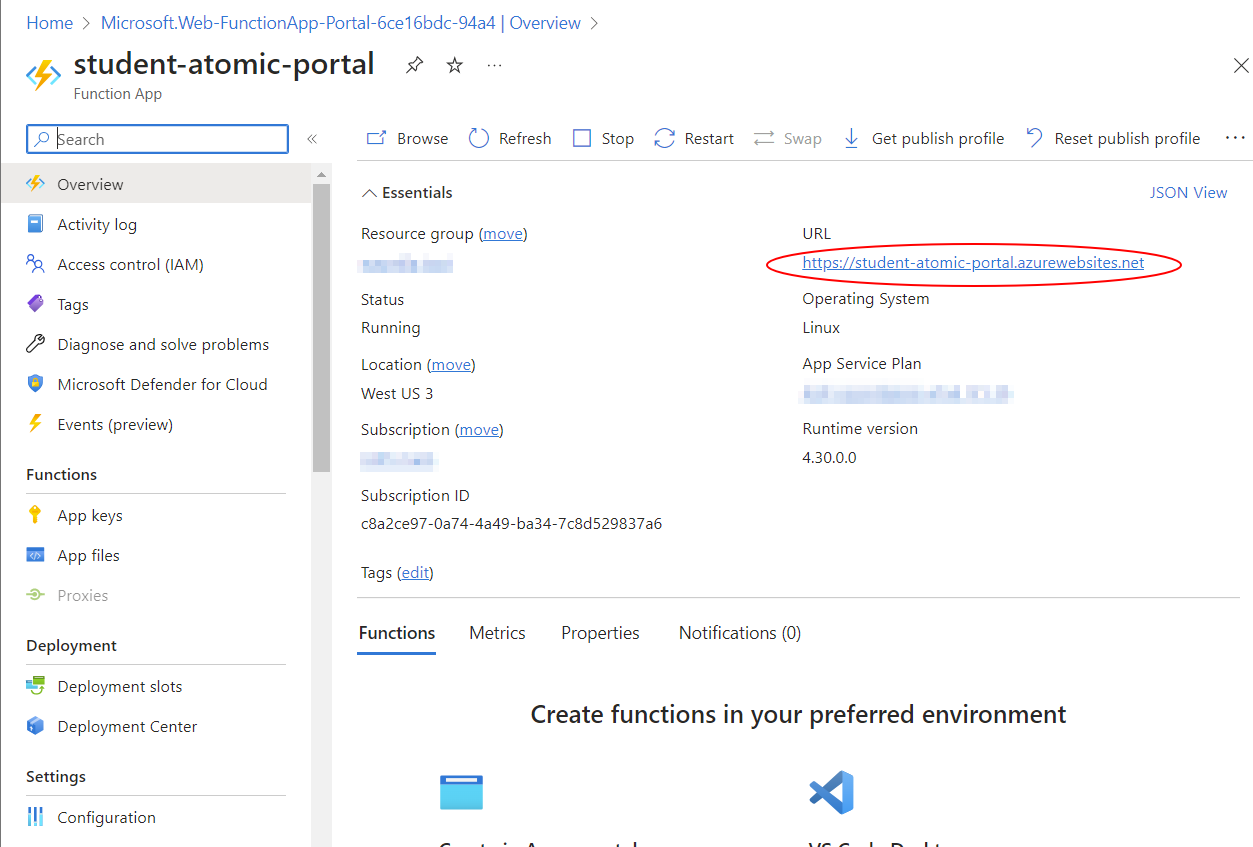 Home > Microsoft.Web-FunctionApp-Portal-6ce16bdc-94a4 | Overview >
student-atomic-portal ...
Function App
Search «
Browse Refresh Stop Restart Swap Get publish profile Reset publish profile ...
Overview
Activity log
Access control (IAM)
Tags
Diagnose and solve problems
Microsoft Defender for Cloud
Events (preview)
Functions
App keys
App files
Proxies
Deployment
Deployment slots
Deployment Center
Settings
Configuration
Essentials JSON View
Resource group (move)
Status
Running
Location (move)
West US 3
Subscription (move)
Subscription ID
c8a2ce97-0a74-4a49-ba34-7c8d529837a6
Tags (edit)
URL
https://student-atomic-portal.azurewebsites.net
Operating System
Linux
App Service Plan
Runtime version
4.30.0.0
Functions Metrics Properties Notifications (0)
Create functions in your preferred environment